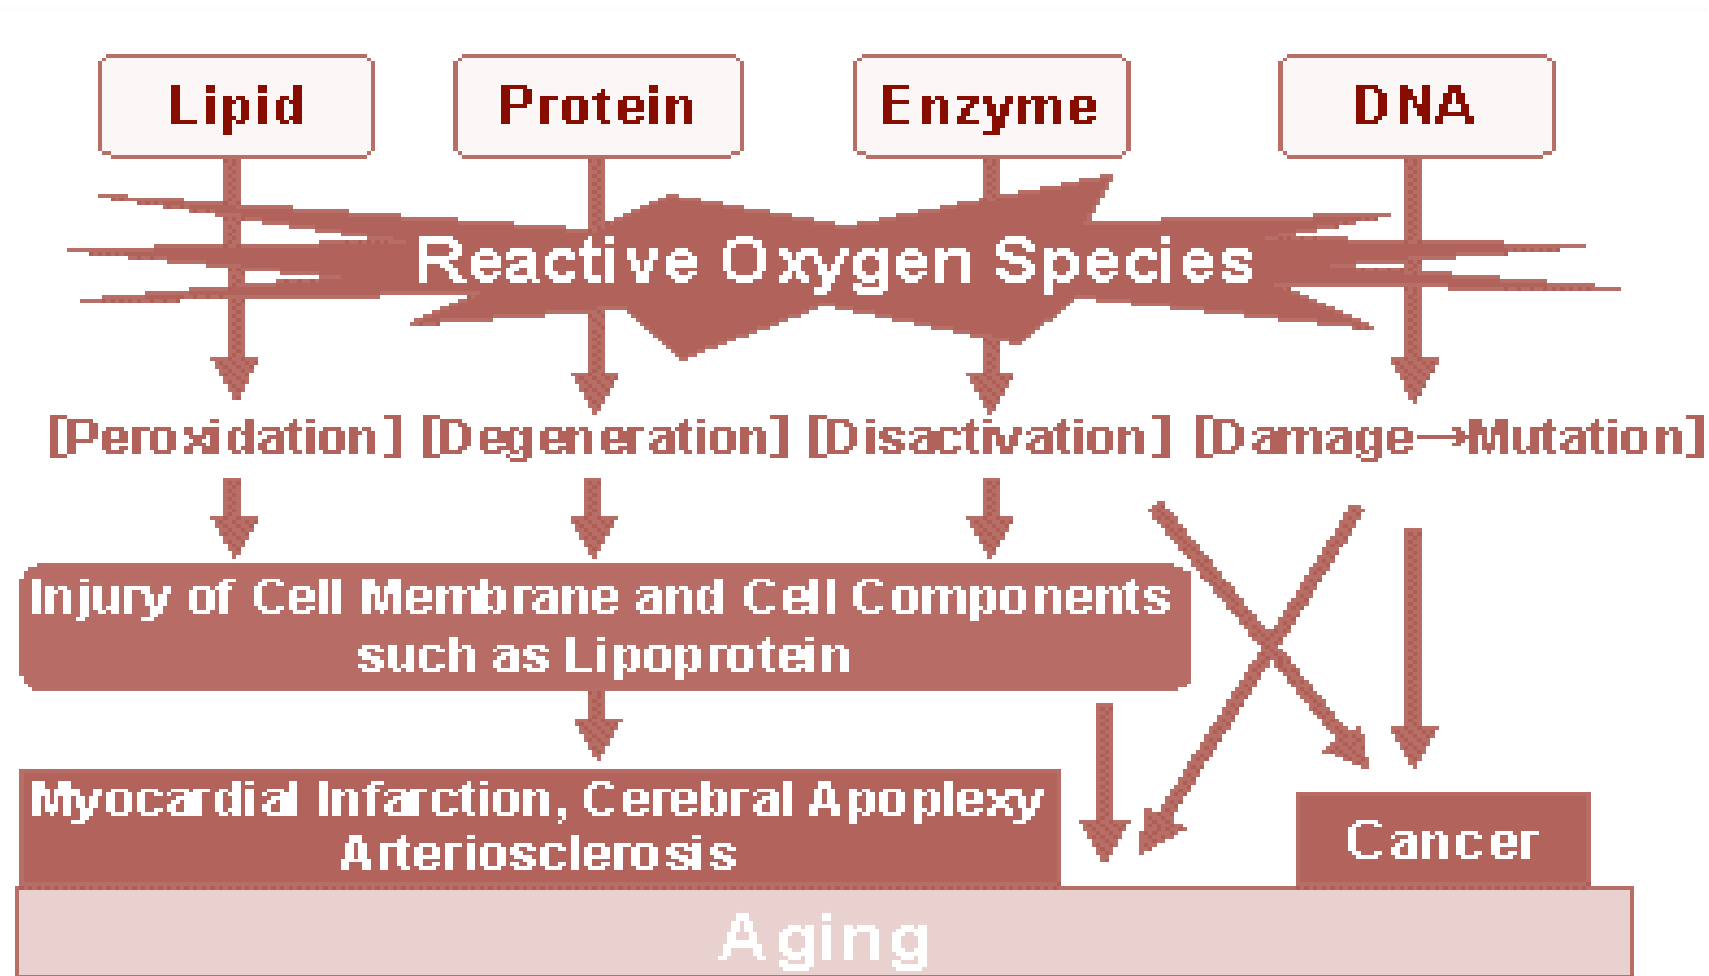 Lipid Protein Enzyme DNA
Reactive Oxygen Species
[Peroxidation] [Degeneration] [Disactivation] [Damage→Mutation]
Injury of Cell Membrane and Cell Components
such as Lipoprotein
Myocardial Infarction, Cerebral Apoplexy
Arteriosclerosis
Cancer
Aging